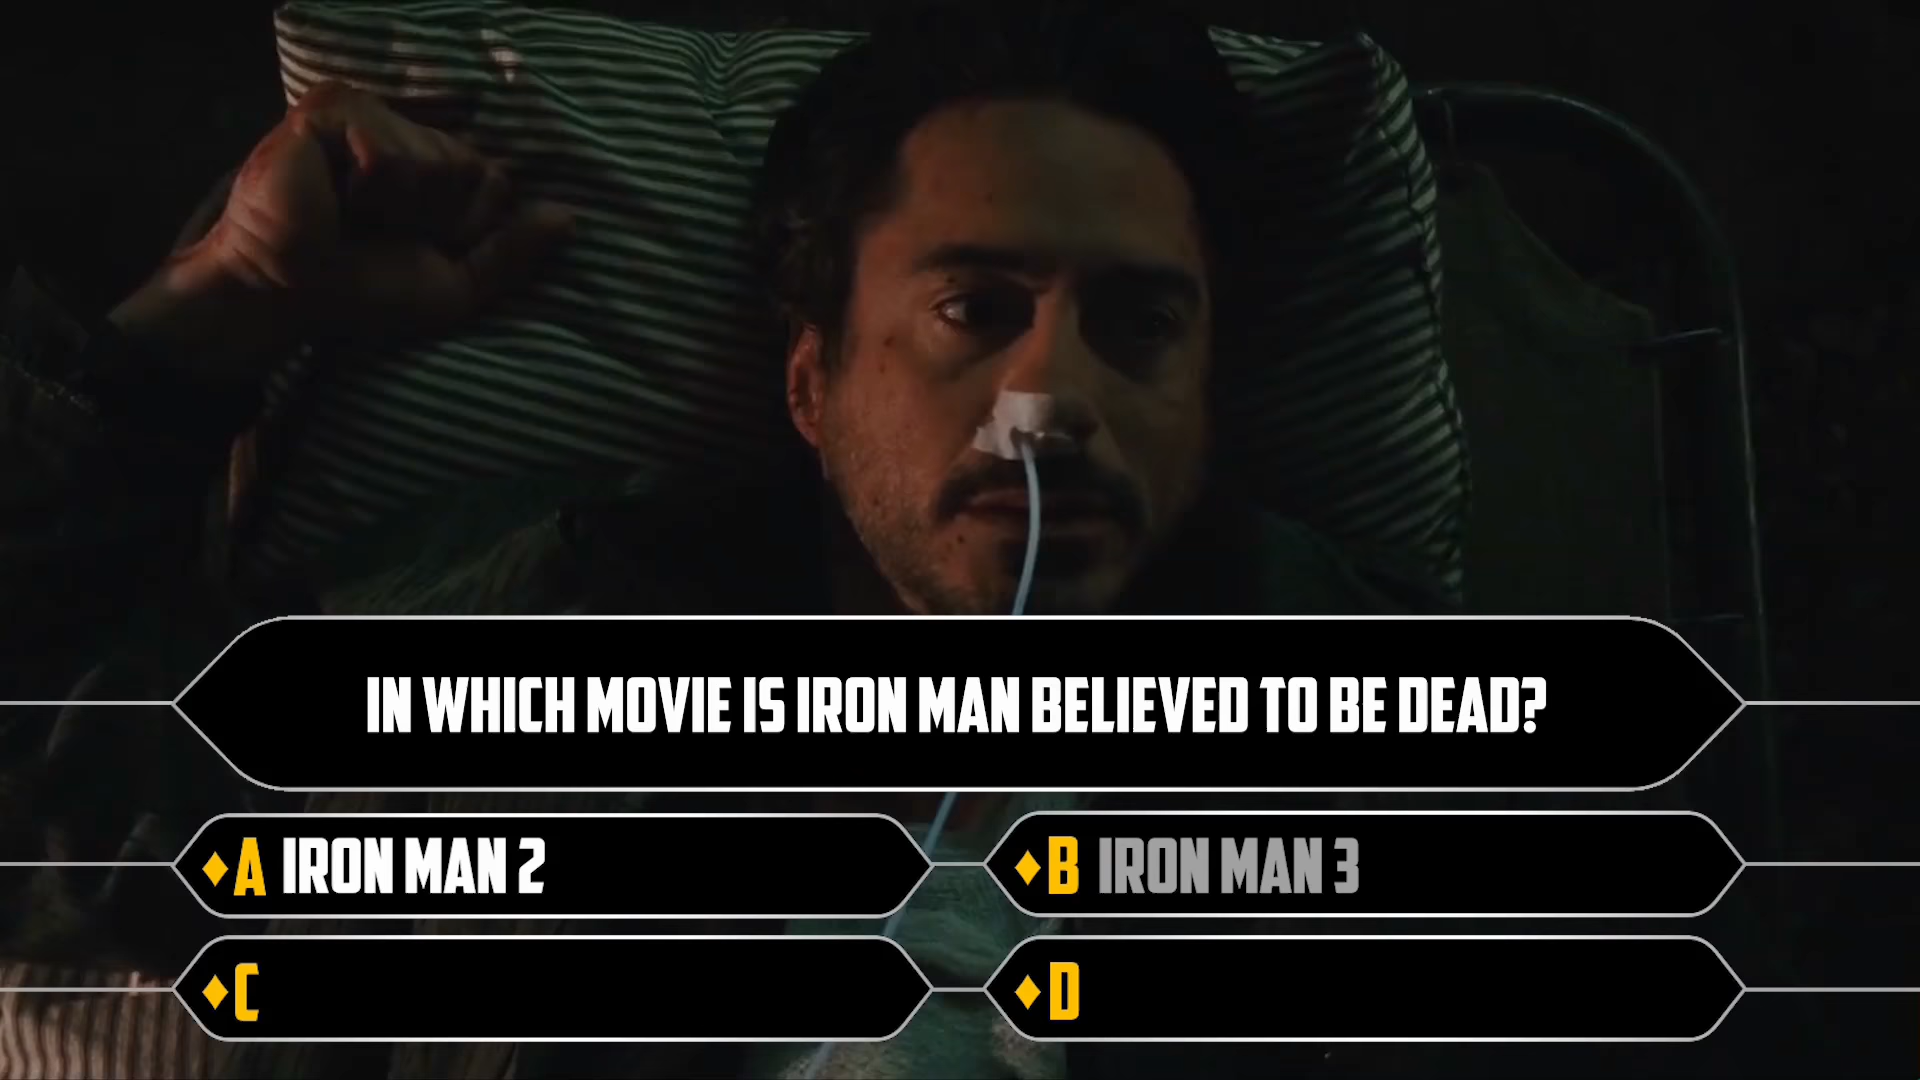 IN WHICH MOVIE IS IRON MAN BELIEVED TO BE DEAD?
A IRON MAN 2
B IRON MAN 3
C
D